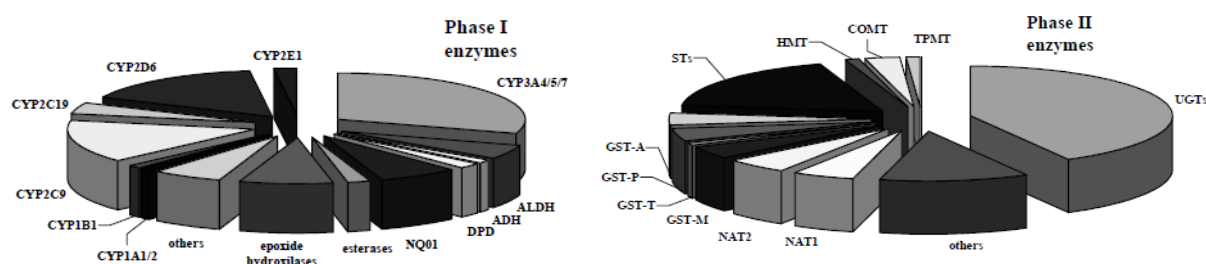 Phase I
enzymes
CYP2E1
CYP2D6
CYP3A4/5/7
CYP2C19
CYP2C9
CYP1B1
CYP1A1/2
others
epoxide
hydroxilases
esterases
NQ01
DPD
ADH
ALDH
Phase II
enzymes
COMT
TPMT
HMT
STs
UGTs
GST-A
GST-P
GST-T
GST-M
NAT2
NAT1
others